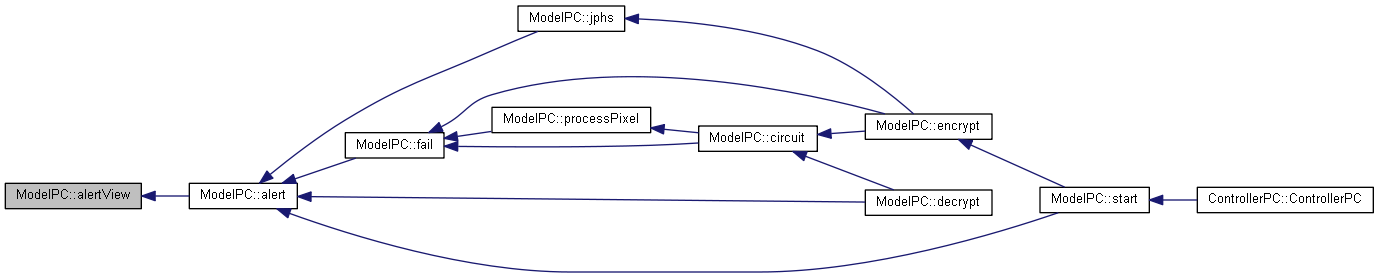 ModelPC::jphs
ModelPC::processPixel
ModelPC::encrypt
ModelPC::circuit
ModelPC::fail
ModelPC::alertView
ModelPC::alert
ModelPC::decrypt
ModelPC::start
ControllerPC::ControllerPC